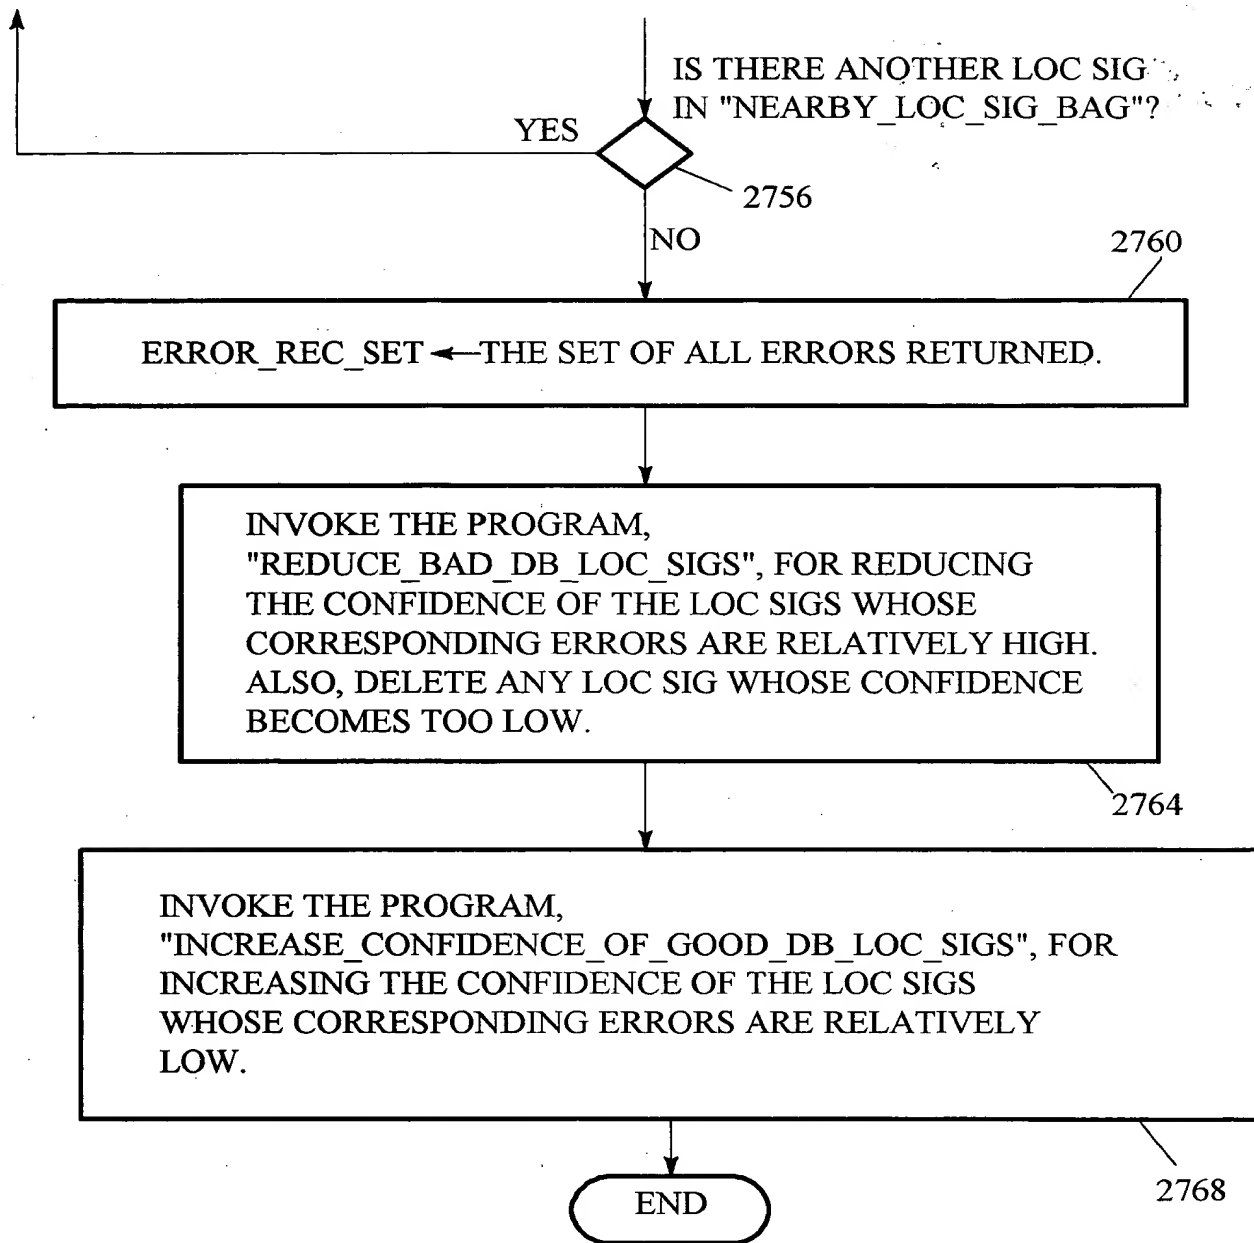 IS THERE ANOTHER LOC SIG
IN "NEARBY_LOC_SIG_BAG"?
YES
2756
NO
2760
ERROR_REC_SET ← THE SET OF ALL ERRORS RETURNED.
INVOKE THE PROGRAM,
"REDUCE_BAD_DB_LOC_SIGS", FOR REDUCING
THE CONFIDENCE OF THE LOC SIGS WHOSE
CORRESPONDING ERRORS ARE RELATIVELY HIGH.
ALSO, DELETE ANY LOC SIG WHOSE CONFIDENCE
BECOMES TOO LOW.
2764
INVOKE THE PROGRAM,
"INCREASE_CONFIDENCE_OF_GOOD_DB_LOC_SIGS", FOR
INCREASING THE CONFIDENCE OF THE LOC SIGS
WHOSE CORRESPONDING ERRORS ARE RELATIVELY
LOW.
2768
END